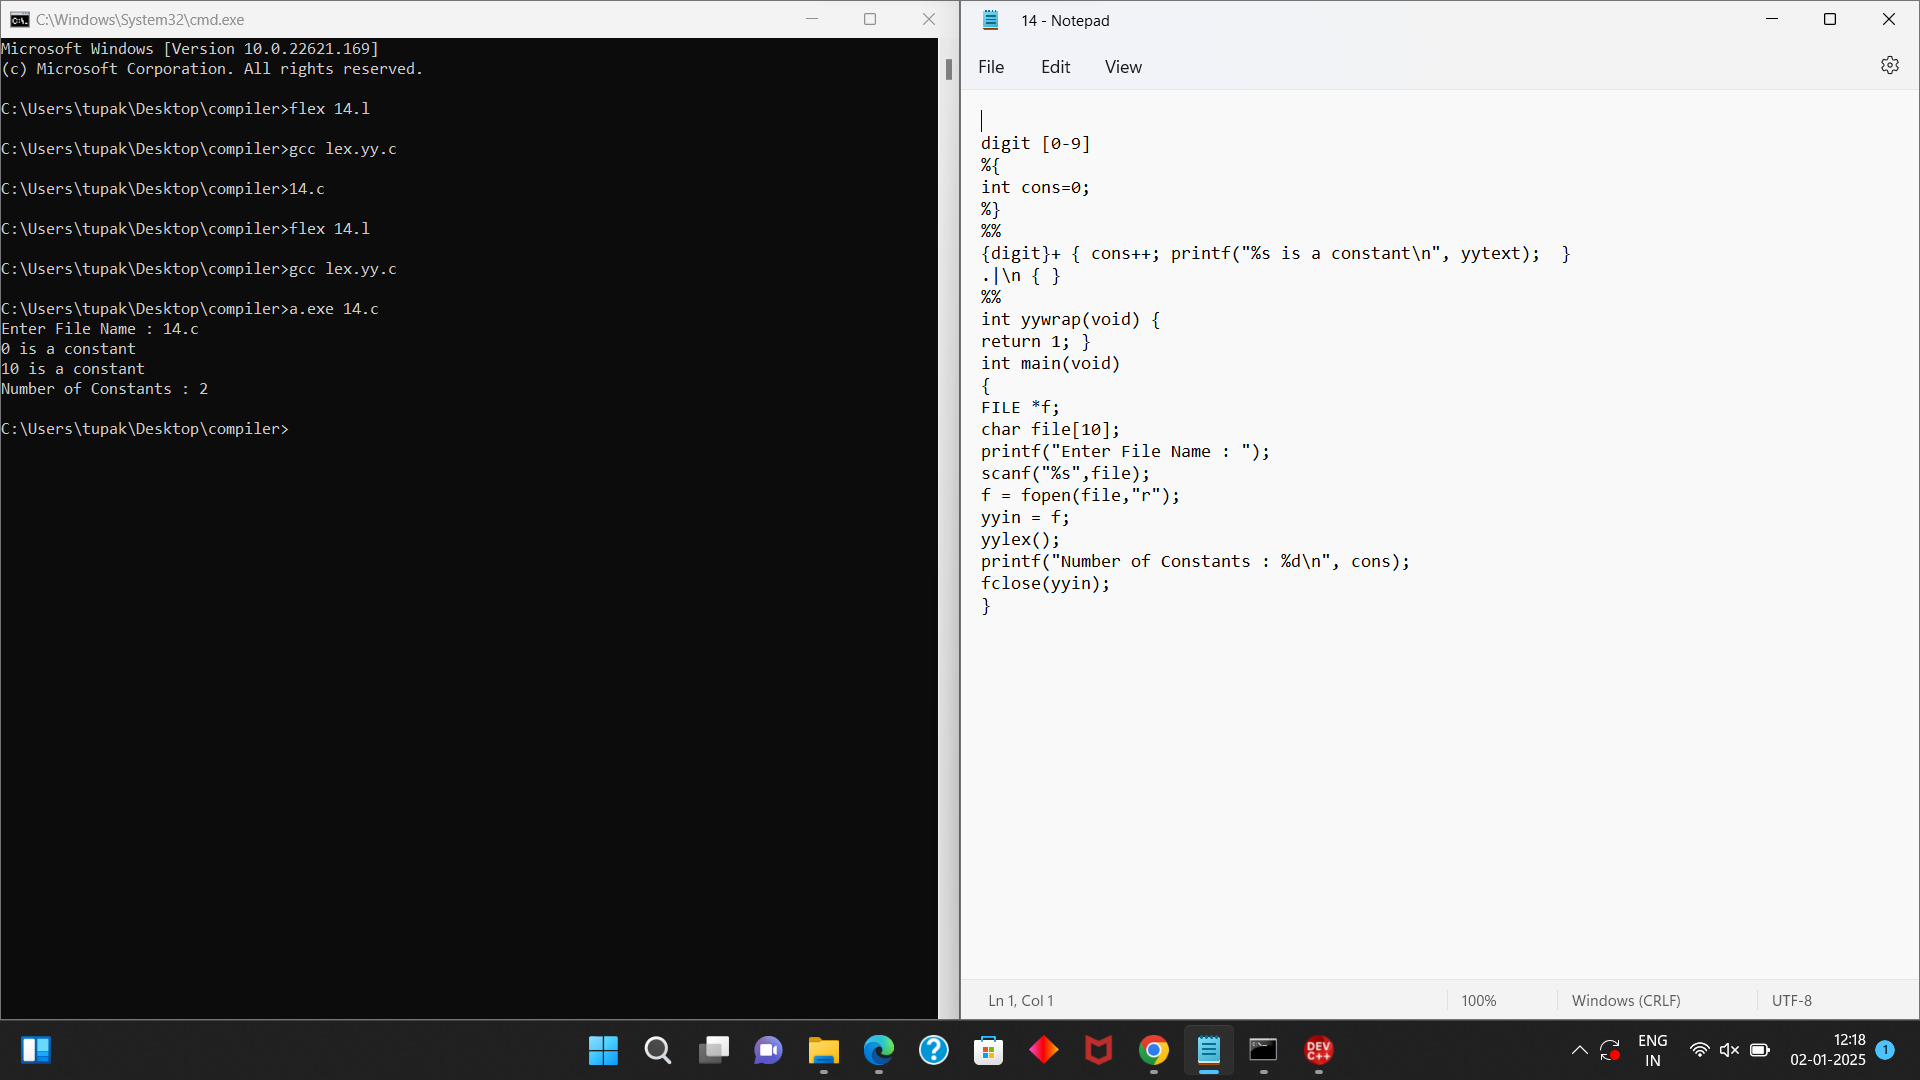 C:\Windows\System32\cmd.exe
Microsoft Windows [Version 10.0.22621.169]
(c) Microsoft Corporation. All rights reserved.
C:\Users\tupak\Desktop\compiler>flex 14.l
C:\Users\tupak\Desktop\compiler>gcc lex.yy.c
C:\Users\tupak\Desktop\compiler>14.c
C:\Users\tupak\Desktop\compiler>flex 14.l
C:\Users\tupak\Desktop\compiler>gcc lex.yy.c
C:\Users\tupak\Desktop\compiler>a.exe 14.c
Enter File Name : 14.c
0 is a constant
10 is a constant
Number of Constants : 2
C:\Users\tupak\Desktop\compiler>
14 - Notepad
File Edit View
digit [0-9]
%{
int cons=0;
%}
%%
{digit}+ { cons++; printf("%s is a constant\n", yytext);  }
.|\n { }
%%
int yywrap(void) {
return 1; }
int main(void)
{
FILE *f;
char file[10];
printf("Enter File Name : ");
scanf("%s",file);
f = fopen(file,"r");
yyin = f;
yylex();
printf("Number of Constants : %d\n", cons);
fclose(yyin);
}
Ln 1, Col 1 100% Windows (CRLF) UTF-8
DEV
C++
ENG
IN
12:18
02-01-2025
1